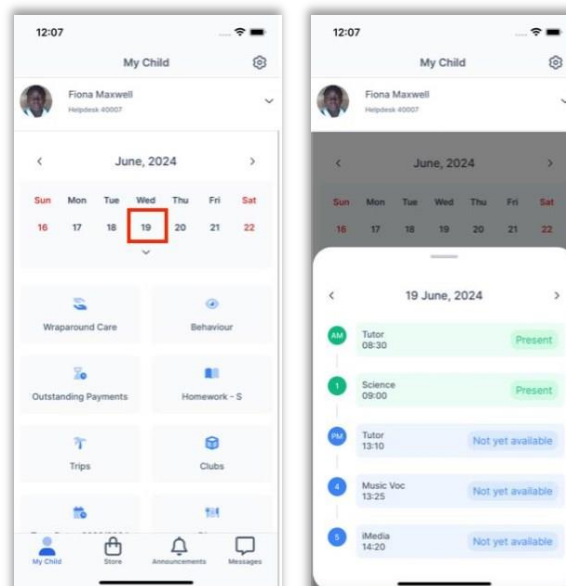 12:07
My Child
Fiona Maxwell
Helpdesk 40007
June, 2024
Sun Mon Tue Wed Thu Fri Sat
16 17 18 19 20 21 22
Wraparound Care
Behaviour
Outstanding Payments
Homework - S
Trips
Clubs
My Child
Store
Announcements
Messages
12:07
My Child
Fiona Maxwell
Helpdesk 40007
June, 2024
Sun Mon Tue Wed Thu Fri Sat
16 17 18 19 20 21 22
19 June, 2024
AM Tutor Present
08:30
1 Science Present
09:00
PM Tutor Not yet available
13:10
4 Music Voc Not yet available
13:25
5 iMedia Not yet available
14:20